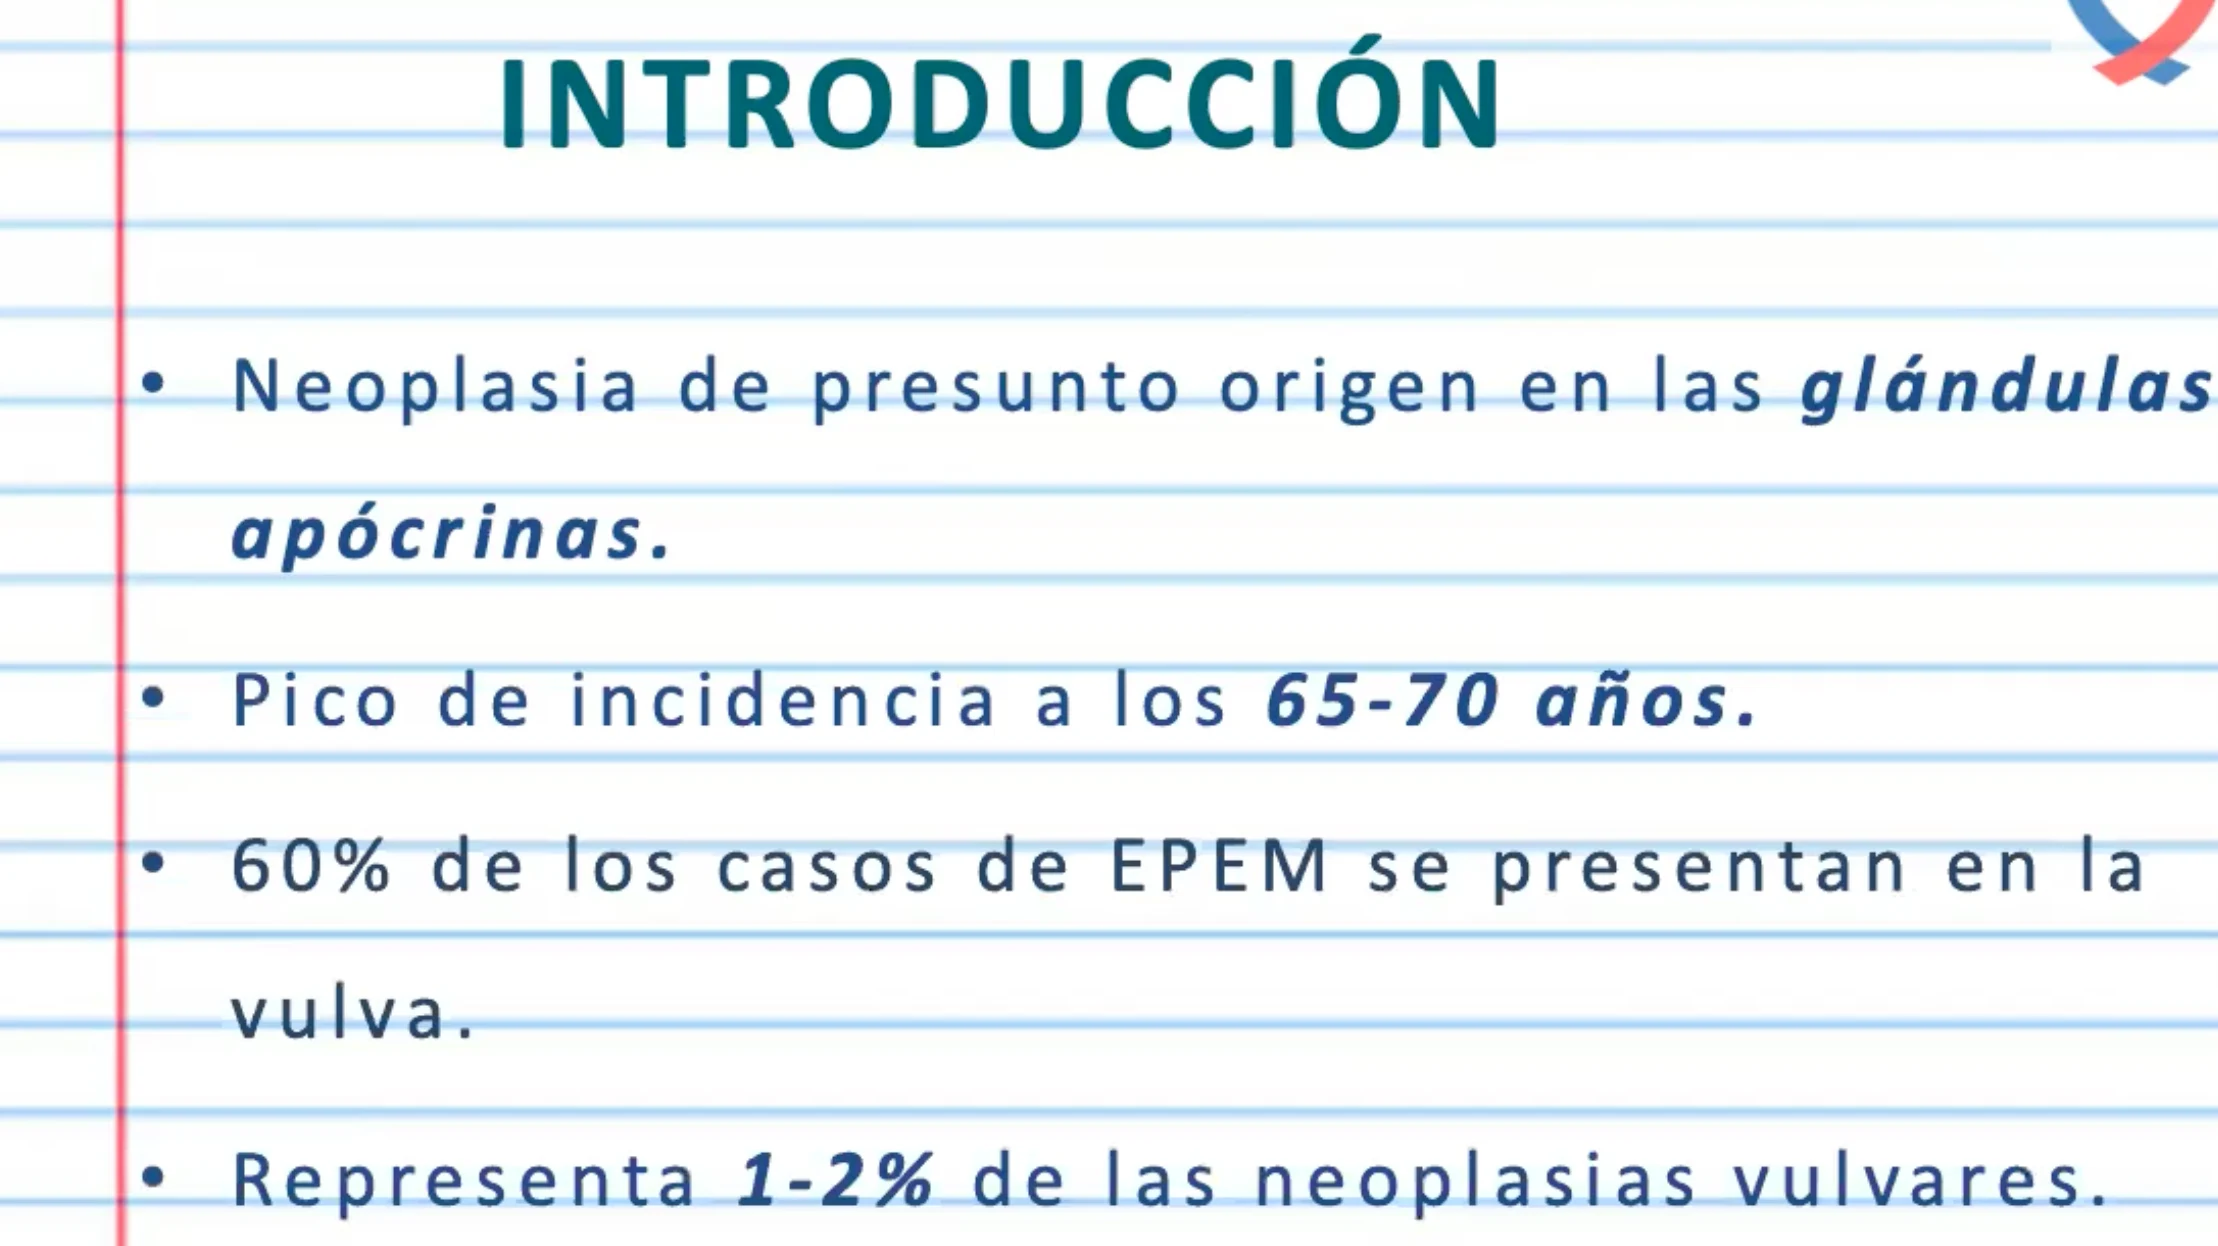 INTRODUCCIÓN
• Neoplasia de presunto origen en las glándulas
apócrinas.
• Pico de incidencia a los 65-70 años.
• 60% de los casos de EPEM se presentan en la
vulva.
• Representa 1-2% de las neoplasias vulvares.